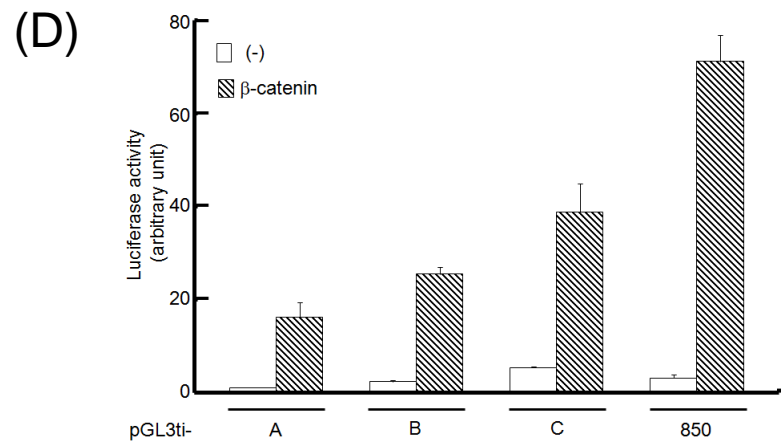 (D)
80
60
40
20
0
Luciferase activity
(arbitrary unit)
(-)
β-catenin
pGL3ti- A B C 850